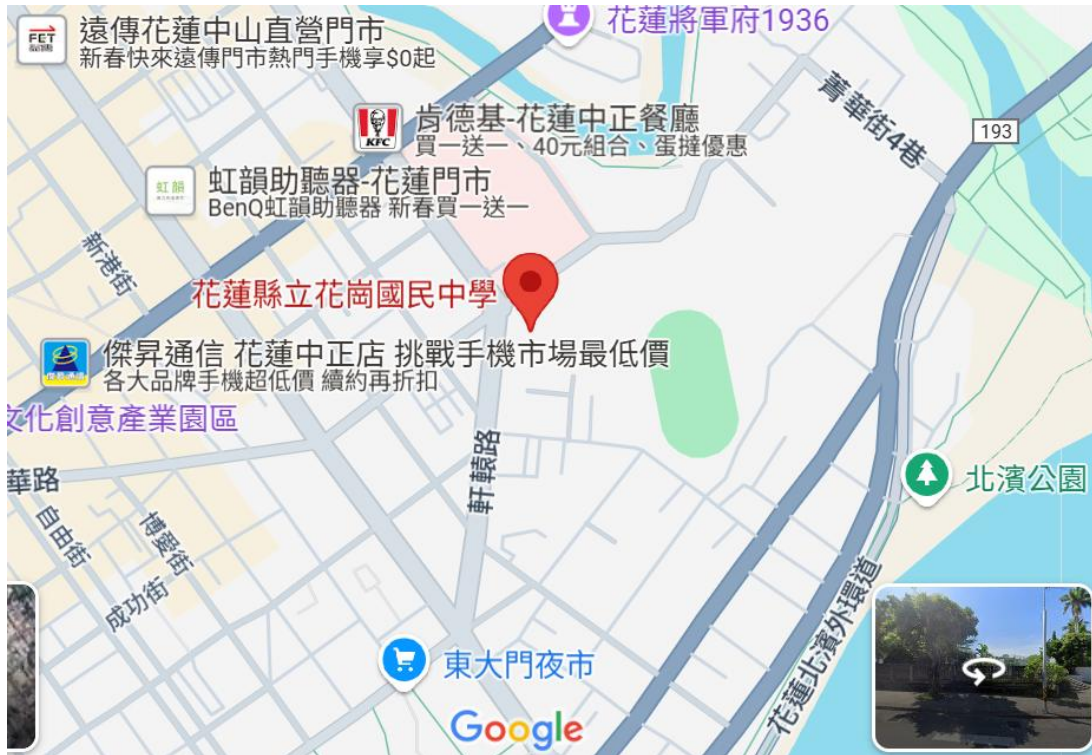 FET
遠傳花蓮中山直營門市
新春快來遠傳門市熱門手機享$0起
花蓮將軍府1936
菁華街4巷
193
KFC
肯德基-花蓮中正餐廳
買一送一、40元組合、蛋撻優惠
虹韻
虹韻助聽器-花蓮門市
BenQ虹韻助聽器 新春買一送一
新港街
花蓮縣立花崗國民中學
傑昇通信 花蓮中正店 挑戰手機市場最低價
各大品牌手機超低價 續約再折扣
文化創意產業園區
華路
軒轅路
北濱公園
自由街
博愛街
成功街
花蓮北濱外環道
東大門夜市
Google